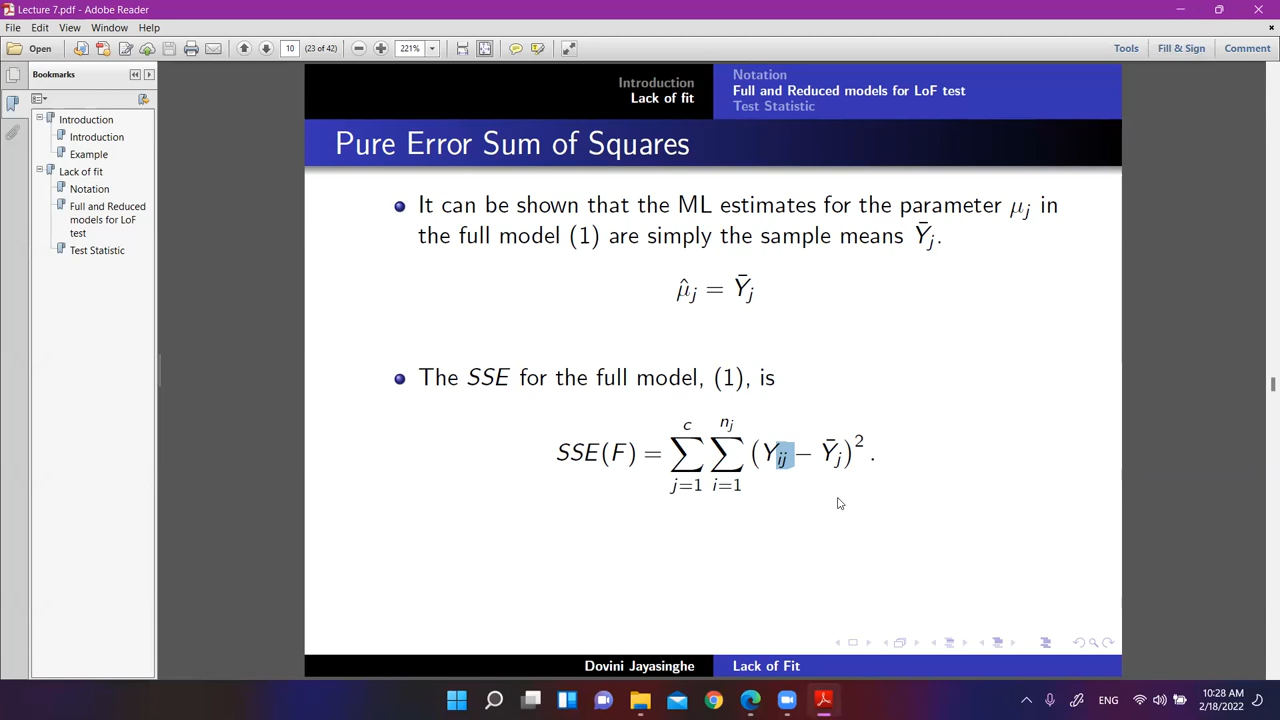 Lecture 7.pdf - Adobe Reader
File Edit View Window Help
Open
10
(23 of 42)
221%
Tools
Fill & Sign
Comment
Bookmarks
Introduction
Introduction
Example
Lack of fit
Notation
Full and Reduced
models for LoF
test
Test Statistic
Introduction
Lack of fit
Notation
Full and Reduced models for LoF test
Test Statistic
Pure Error Sum of Squares
It can be shown that the ML estimates for the parameter μ_j in
the full model (1) are simply the sample means Ȳ_j.
μ̂_j = Ȳ_j
The SSE for the full model, (1), is
SSE(F) = ∑_{j=1}^{c} ∑_{i=1}^{n_j} (Y_{ij} − Ȳ_j)^2.
Dovini Jayasinghe
Lack of Fit
ENG
10:28 AM
2/18/2022